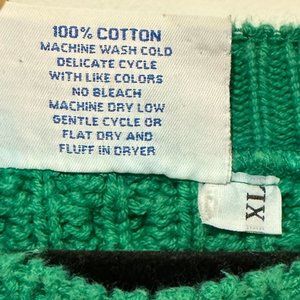 100% COTTON
MACHINE WASH COLD
DELICATE CYCLE
WITH LIKE COLORS
NO BLEACH
MACHINE DRY LOW
GENTLE CYCLE OR
FLAT DRY AND
FLUFF IN DRYER
XL